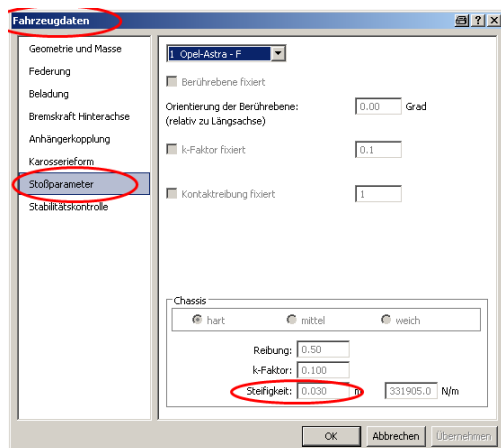 Fahrzeugdaten
?
Geometrie und Masse
Federung
Beladung
Bremskraft Hinterachse
Anhängerkopplung
Karosserieform
Stoßparameter
Stabilitätskontrolle
1 Opel-Astra - F
Berührebene fixiert
Orientierung der Berührebene: 0.00 Grad
(relativ zu Längsachse)
k-Faktor fixiert 0.1
Kontaktreibung fixiert 1
Chassis
hart mittel weich
Reibung: 0.50
k-Faktor: 0.100
Steifigkeit: 0.030 m 331905.0 N/m
OK Abbrechen Übernehmen